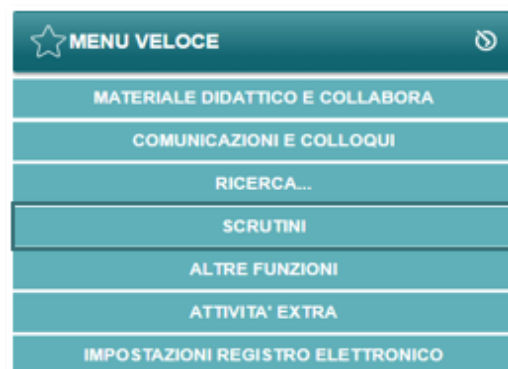 MENU VELOCE
MATERIALE DIDATTICO E COLLABORA
COMUNICAZIONI E COLLOQUI
RICERCA...
SCRUTINI
ALTRE FUNZIONI
ATTIVITA' EXTRA
IMPOSTAZIONI REGISTRO ELETTRONICO